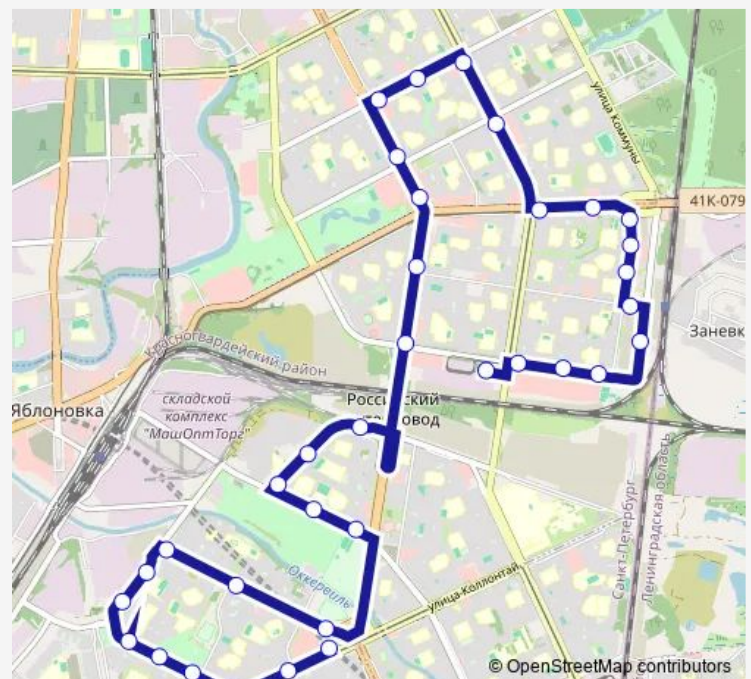 улица Коммуны
41К-079
Красногвардейский район
Заневк
складской
комплекс
"МашОптТорг"
Яблоновка
Российский
Санкт-Петербург
Ленинградская область
Оккервиль
улица Коллонтай
© OpenStreetMap contributors